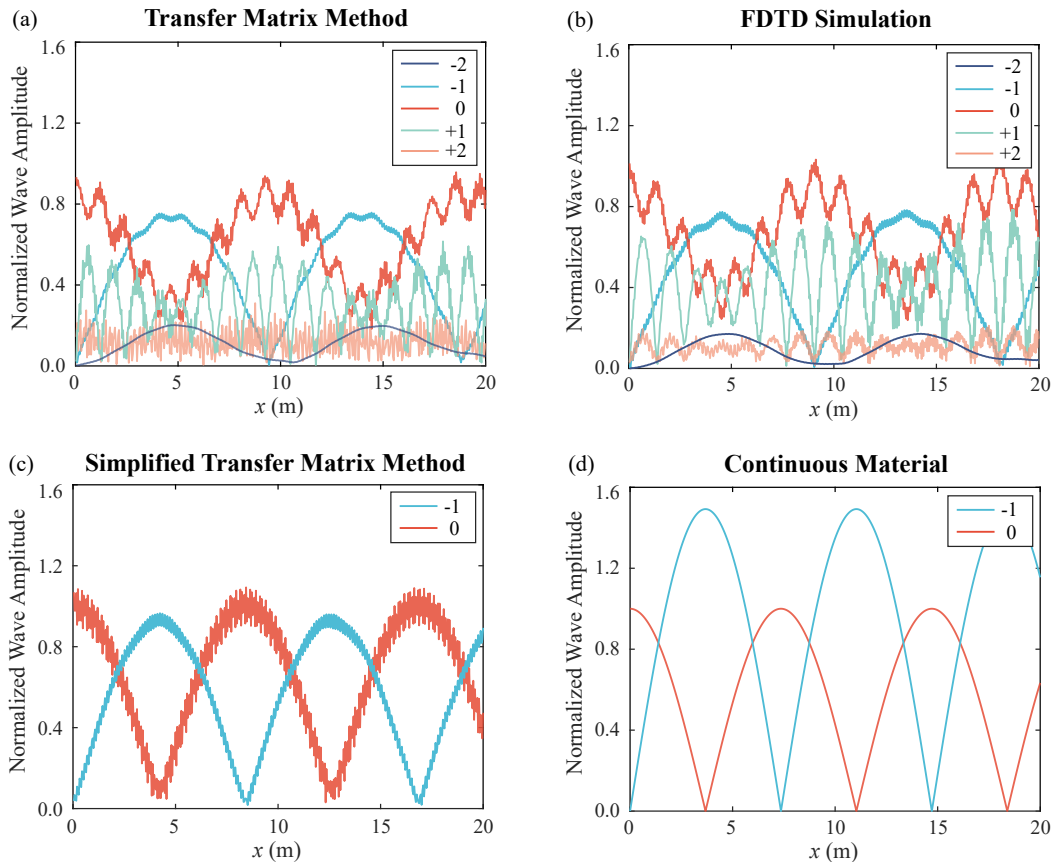 (a) Transfer Matrix Method
1.6
1.2
0.8
0.4
0.0
Normalized Wave Amplitude
-2
-1
0
+1
+2
0 5 10 15 20
x (m)
(b) FDTD Simulation
1.6
1.2
0.8
0.4
0.0
Normalized Wave Amplitude
-2
-1
0
+1
+2
0 5 10 15 20
x (m)
(c) Simplified Transfer Matrix Method
1.6
1.2
0.8
0.4
0.0
Normalized Wave Amplitude
-1
0
0 5 10 15 20
x (m)
(d) Continuous Material
1.6
1.2
0.8
0.4
0.0
Normalized Wave Amplitude
-1
0
0 5 10 15 20
x (m)